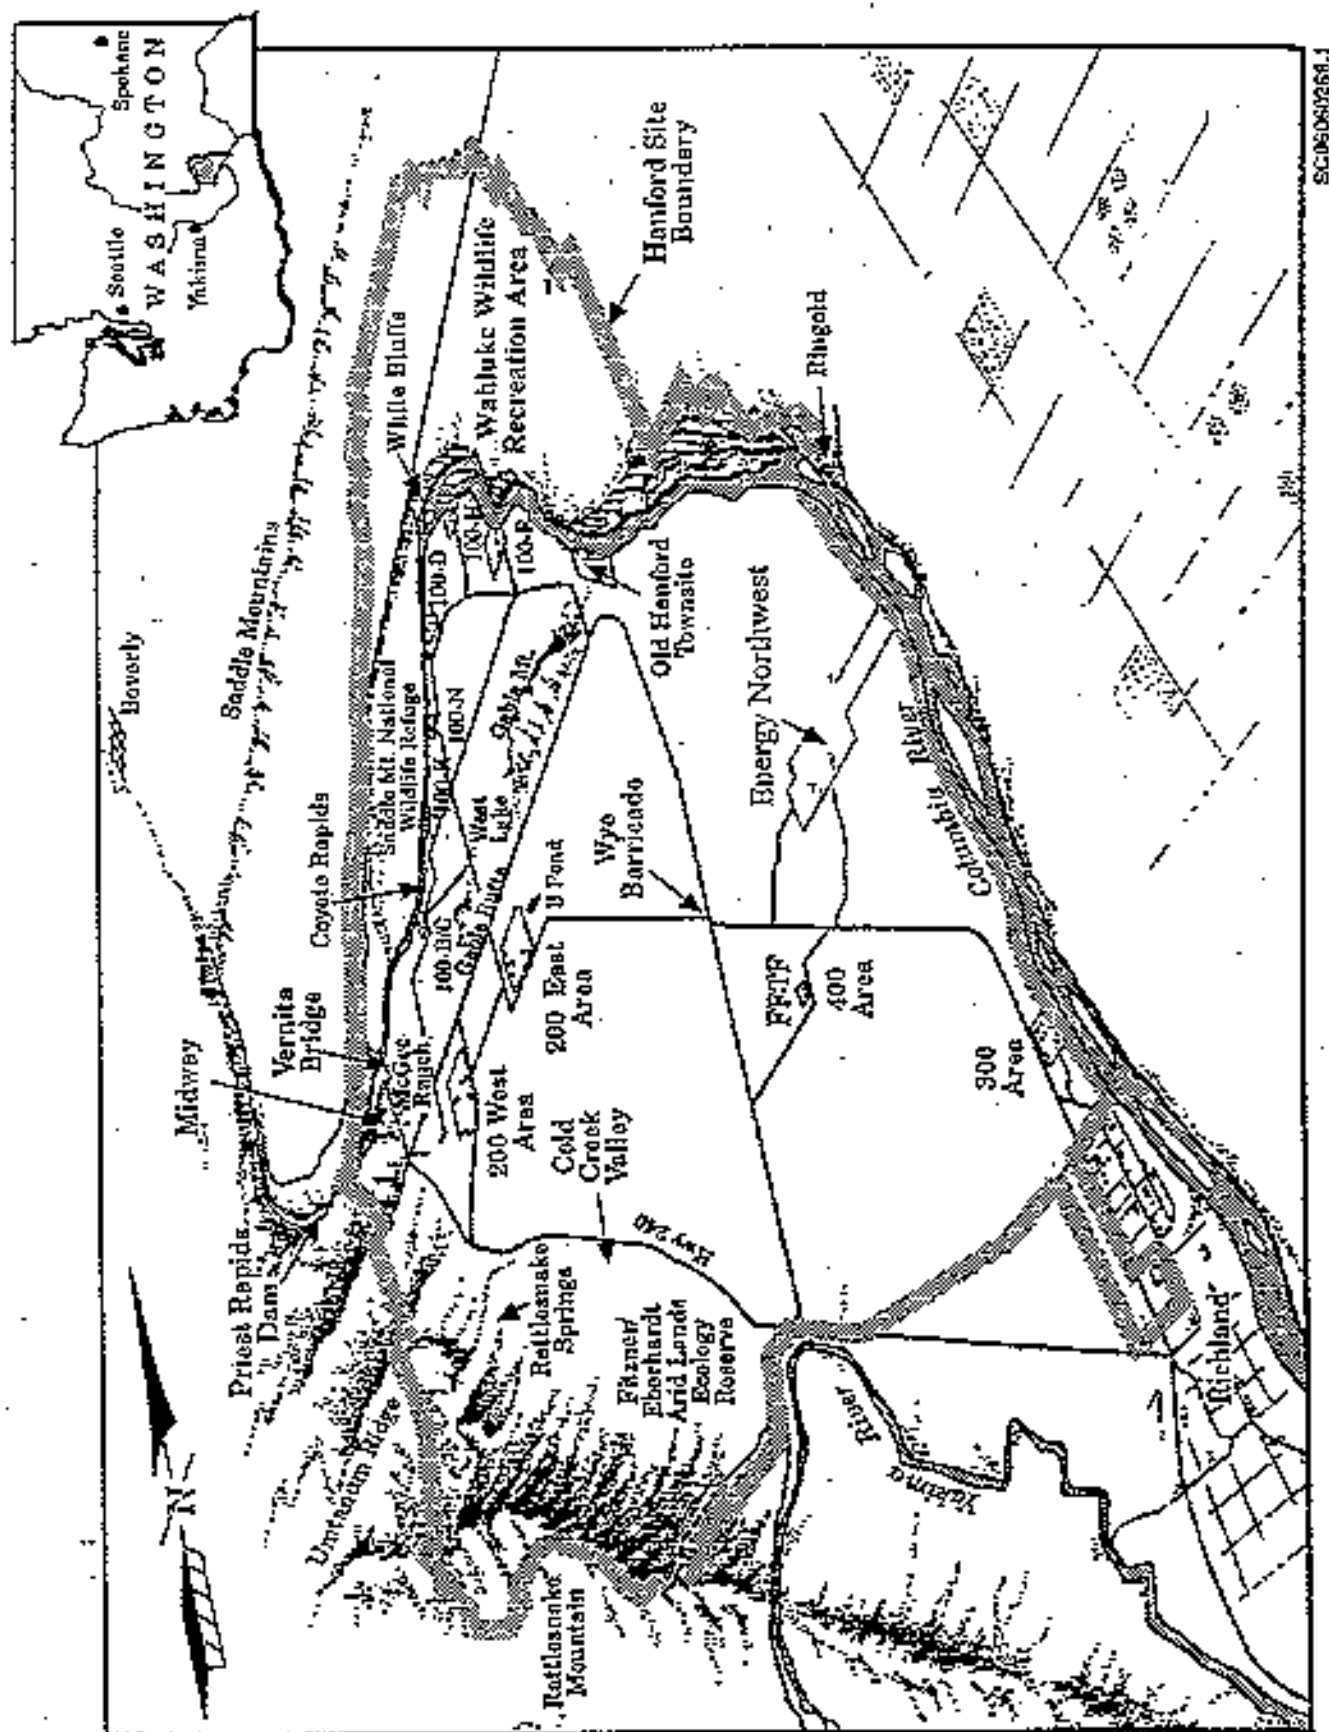 Seattle
Spokane
WASHINGTON
Yakima
Beverly
Saddle Mountains
Midway
Vernita
Bridge
Coyote Rapids
White Bluffs
Priest Rapids
Dam
N
Umtanum Ridge
McGee
Ranch
100-B/C
Gable Butte
Saddle Mt. National
Wildlife Refuge
100-K
100-N
100-D
100-H
100-F
Wahluke Wildlife
Recreation Area
Hanford Site
Boundary
West
Lake
Gable Mt.
B Pond
200 East
Area
200 West
Area
Cold
Creek
Valley
Rattlesnake
Springs
Rattlesnake
Mountain
Fitzner/
Eberhardt
Arid Lands
Ecology
Reserve
Hwy 240
Wye
Barricade
Old Hanford
Townsite
Energy Northwest
Ringold
FFTF
400
Area
300
Area
Columbia
River
Yakima
River
Richland
SC06060268.1